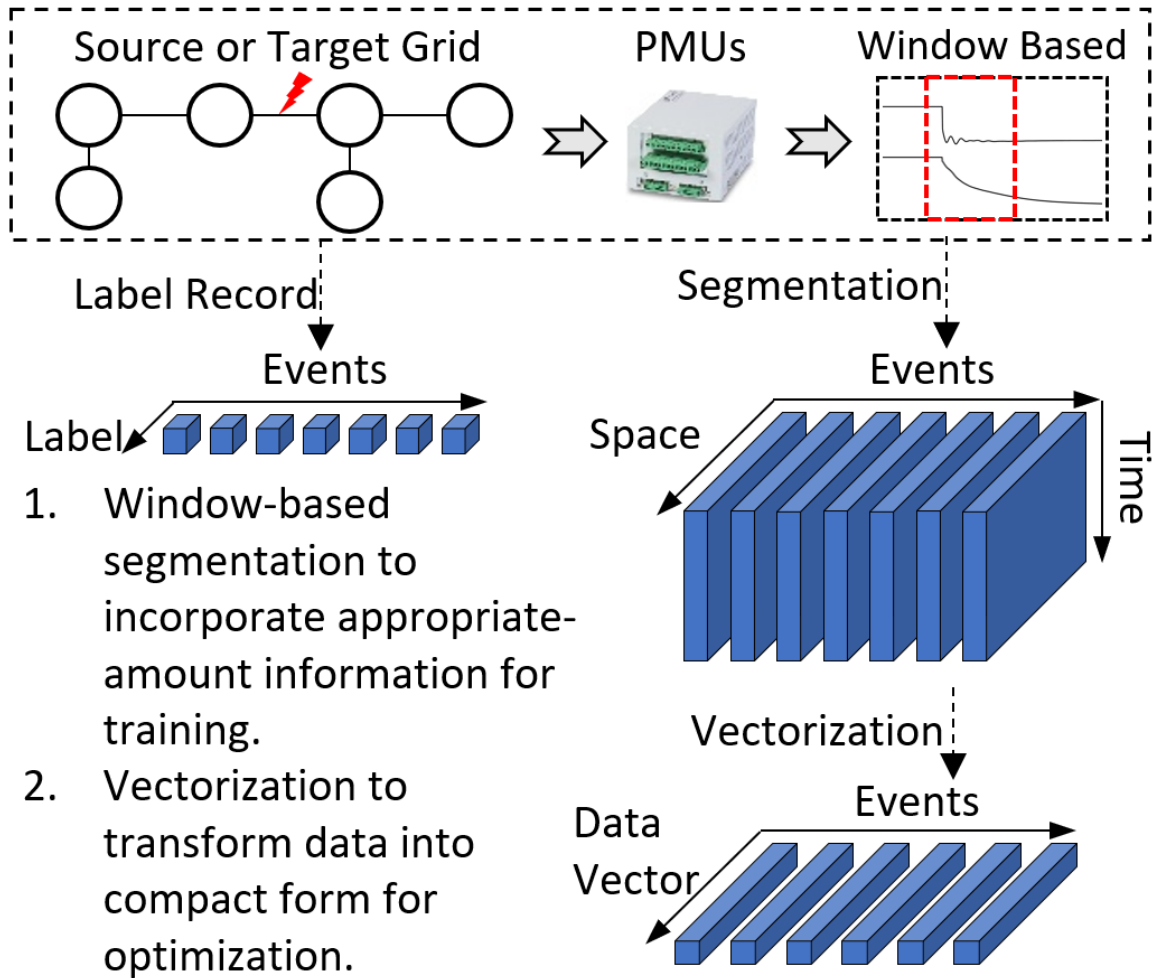 Source or Target Grid
PMUs
Window Based
Label Record
Segmentation
Events
Label
Events
Space
Time
1. Window-based
segmentation to
incorporate appropriate-
amount information for
training.
2. Vectorization to
transform data into
compact form for
optimization.
Vectorization
Events
Data
Vector